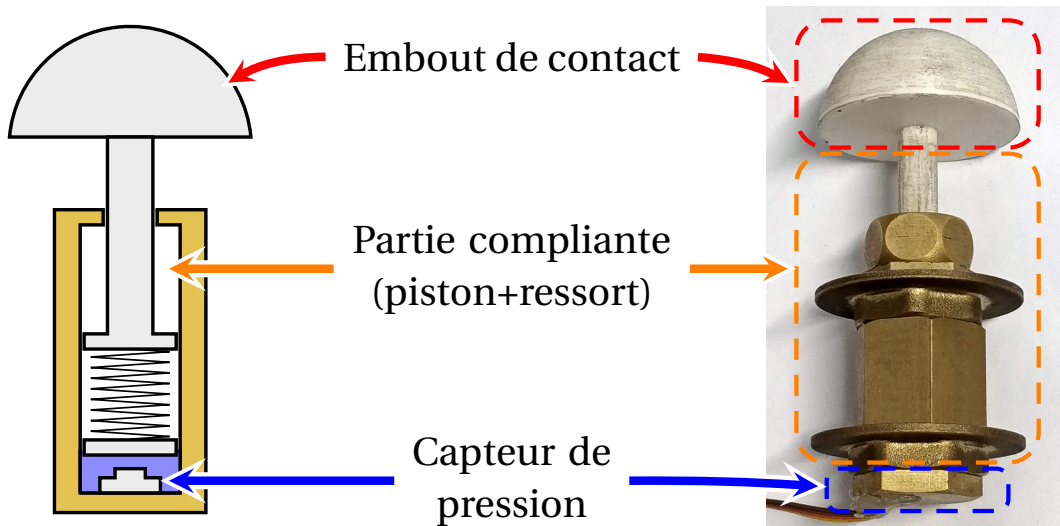 Embout de contact
Partie compliante
(piston+ressort)
Capteur de
pression